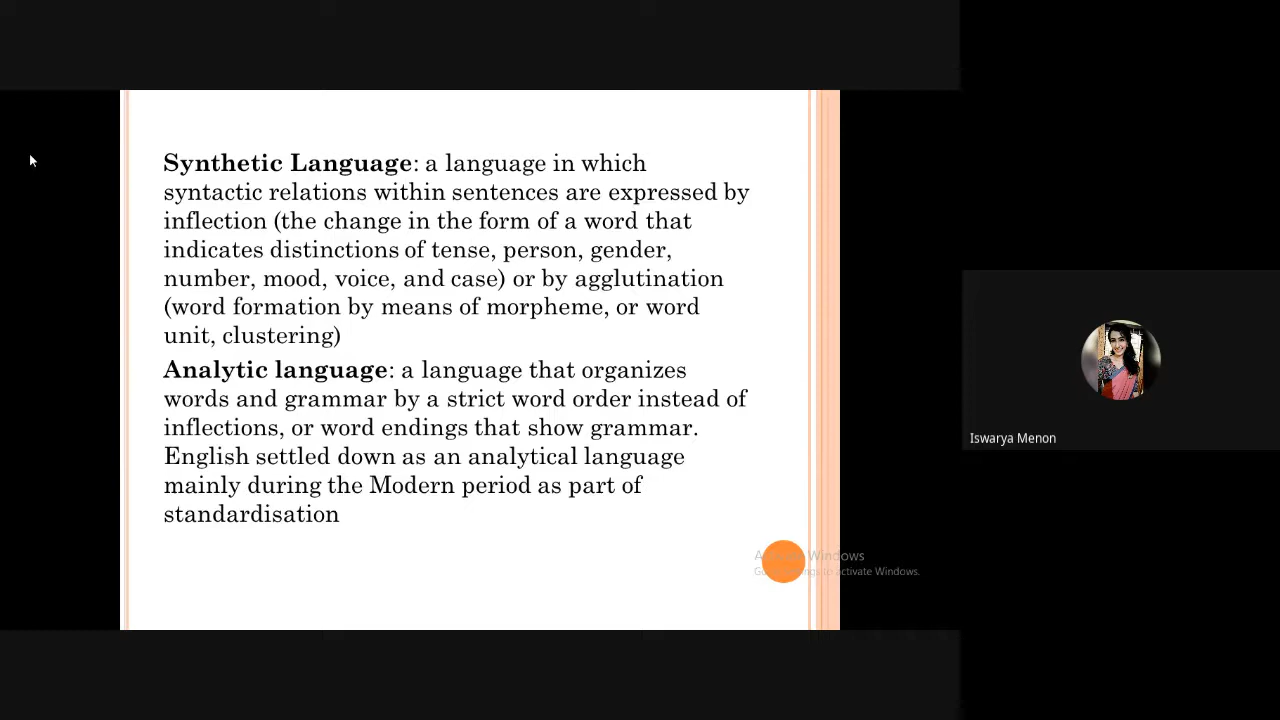 Synthetic Language: a language in which
syntactic relations within sentences are expressed by
inflection (the change in the form of a word that
indicates distinctions of tense, person, gender,
number, mood, voice, and case) or by agglutination
(word formation by means of morpheme, or word
unit, clustering)
Analytic language: a language that organizes
words and grammar by a strict word order instead of
inflections, or word endings that show grammar.
English settled down as an analytical language
mainly during the Modern period as part of
standardisation
Iswarya Menon
Windows
to activate Windows.